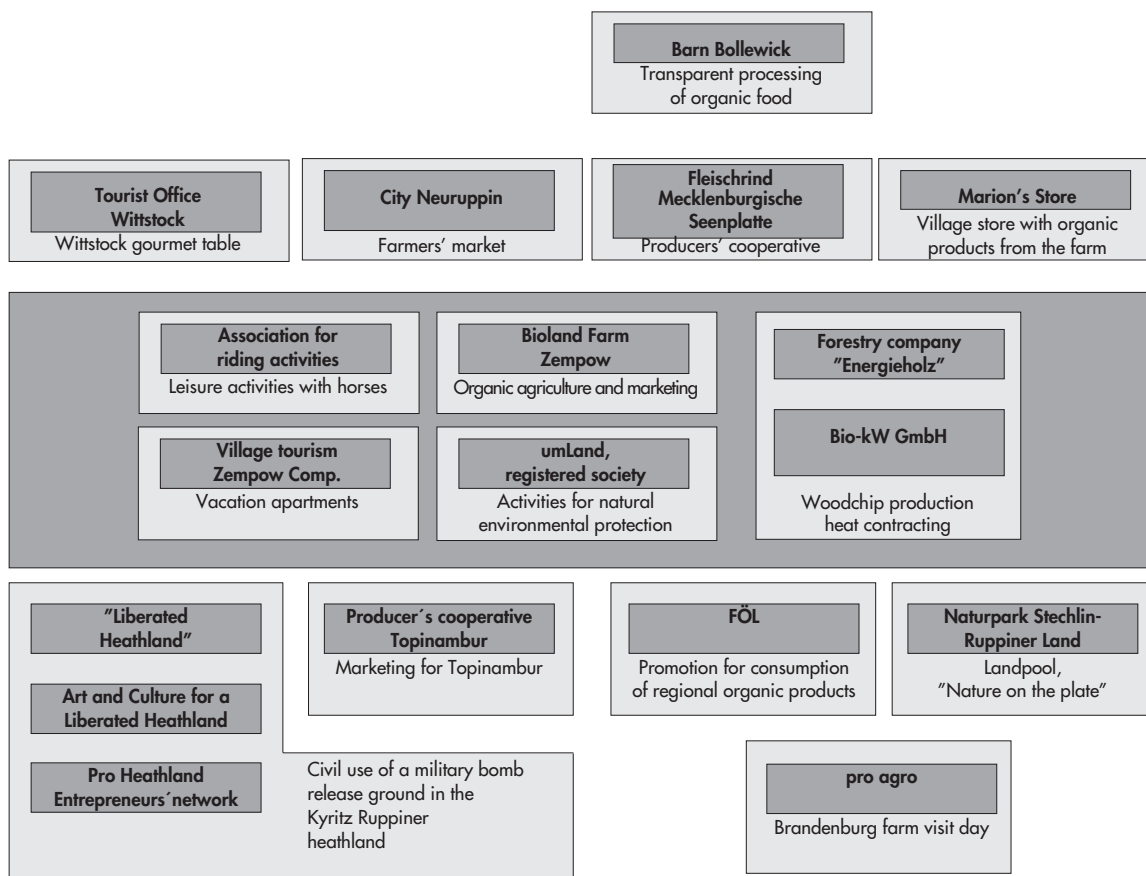 Barn Bollewick
Transparent processing
of organic food
Tourist Office
Wittstock
Wittstock gourmet table
City Neuruppin
Farmers’ market
Fleischrind
Mecklenburgische
Seenplatte
Producers’ cooperative
Marion’s Store
Village store with organic
products from the farm
Association for
riding activities
Leisure activities with horses
Bioland Farm
Zempow
Organic agriculture and marketing
Forestry company
”Energieholz”
Bio-kW GmbH
Woodchip production
heat contracting
Village tourism
Zempow Comp.
Vacation apartments
umLand,
registered society
Activities for natural
environmental protection
”Liberated
Heathland”
Art and Culture for a
Liberated Heathland
Pro Heathland
Entrepreneurs´network
Civil use of a military bomb
release ground in the
Kyritz Ruppiner
heathland
Producer´s cooperative
Topinambur
Marketing for Topinambur
FÖL
Promotion for consumption
of regional organic products
Naturpark Stechlin-
Ruppiner Land
Landpool,
”Nature on the plate”
pro agro
Brandenburg farm visit day